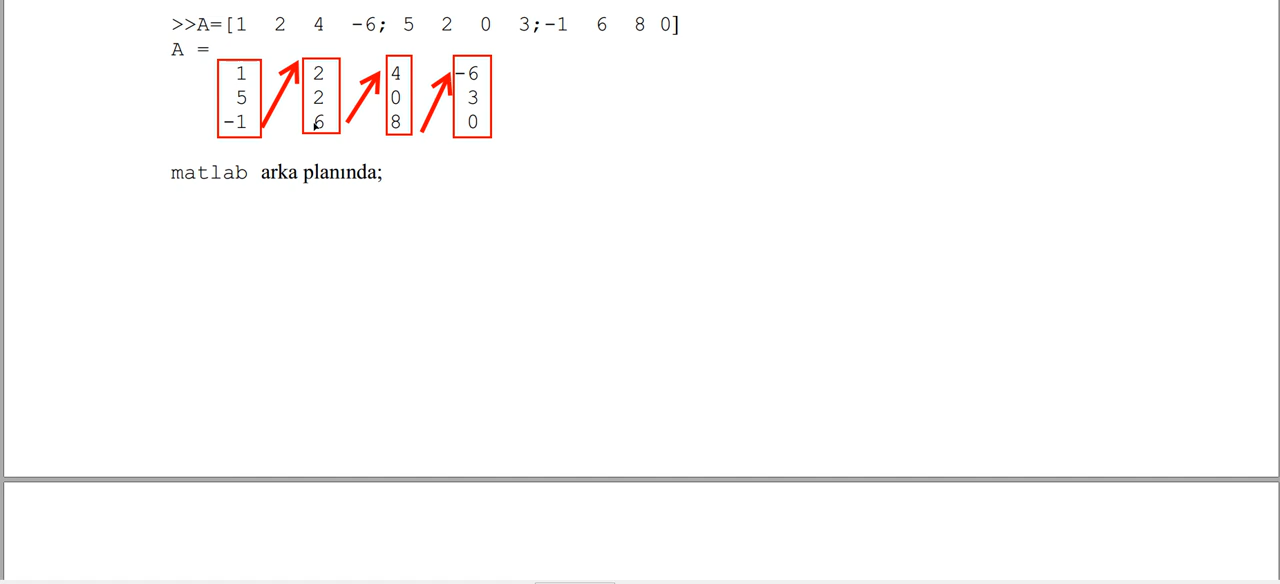 >>A=[1 2 4 -6; 5 2 0 3;-1 6 8 0]
A =
1 2 4 -6
5 2 0 3
-1 6 8 0
matlab arka planında;